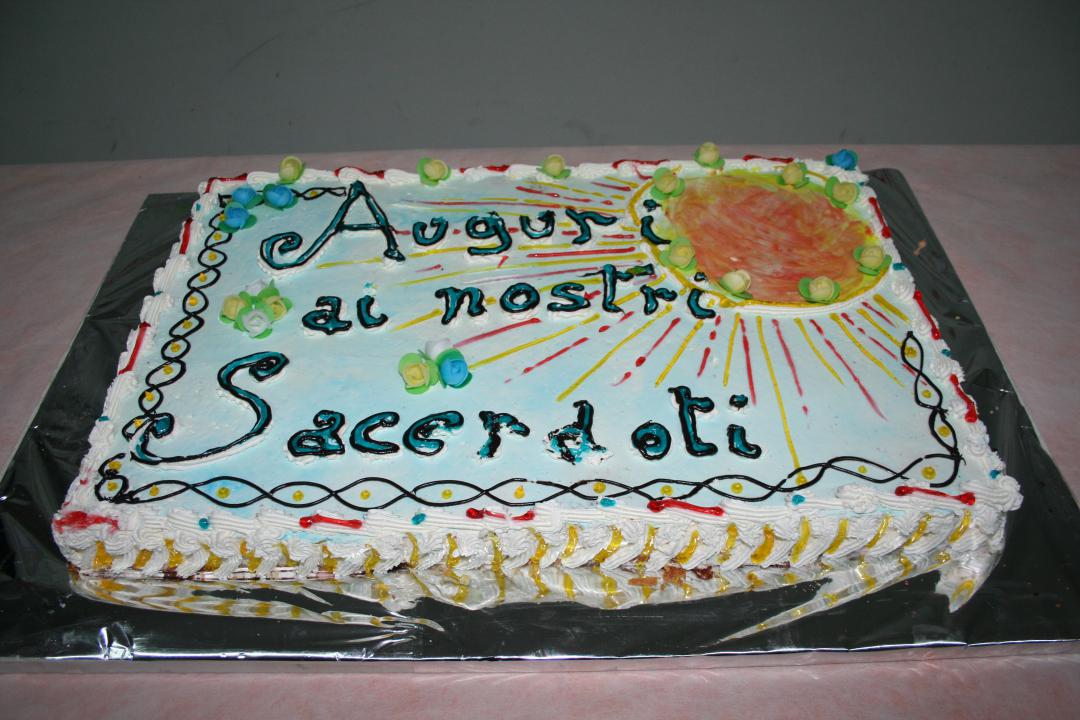 Auguri
ai nostri
Sacerdoti